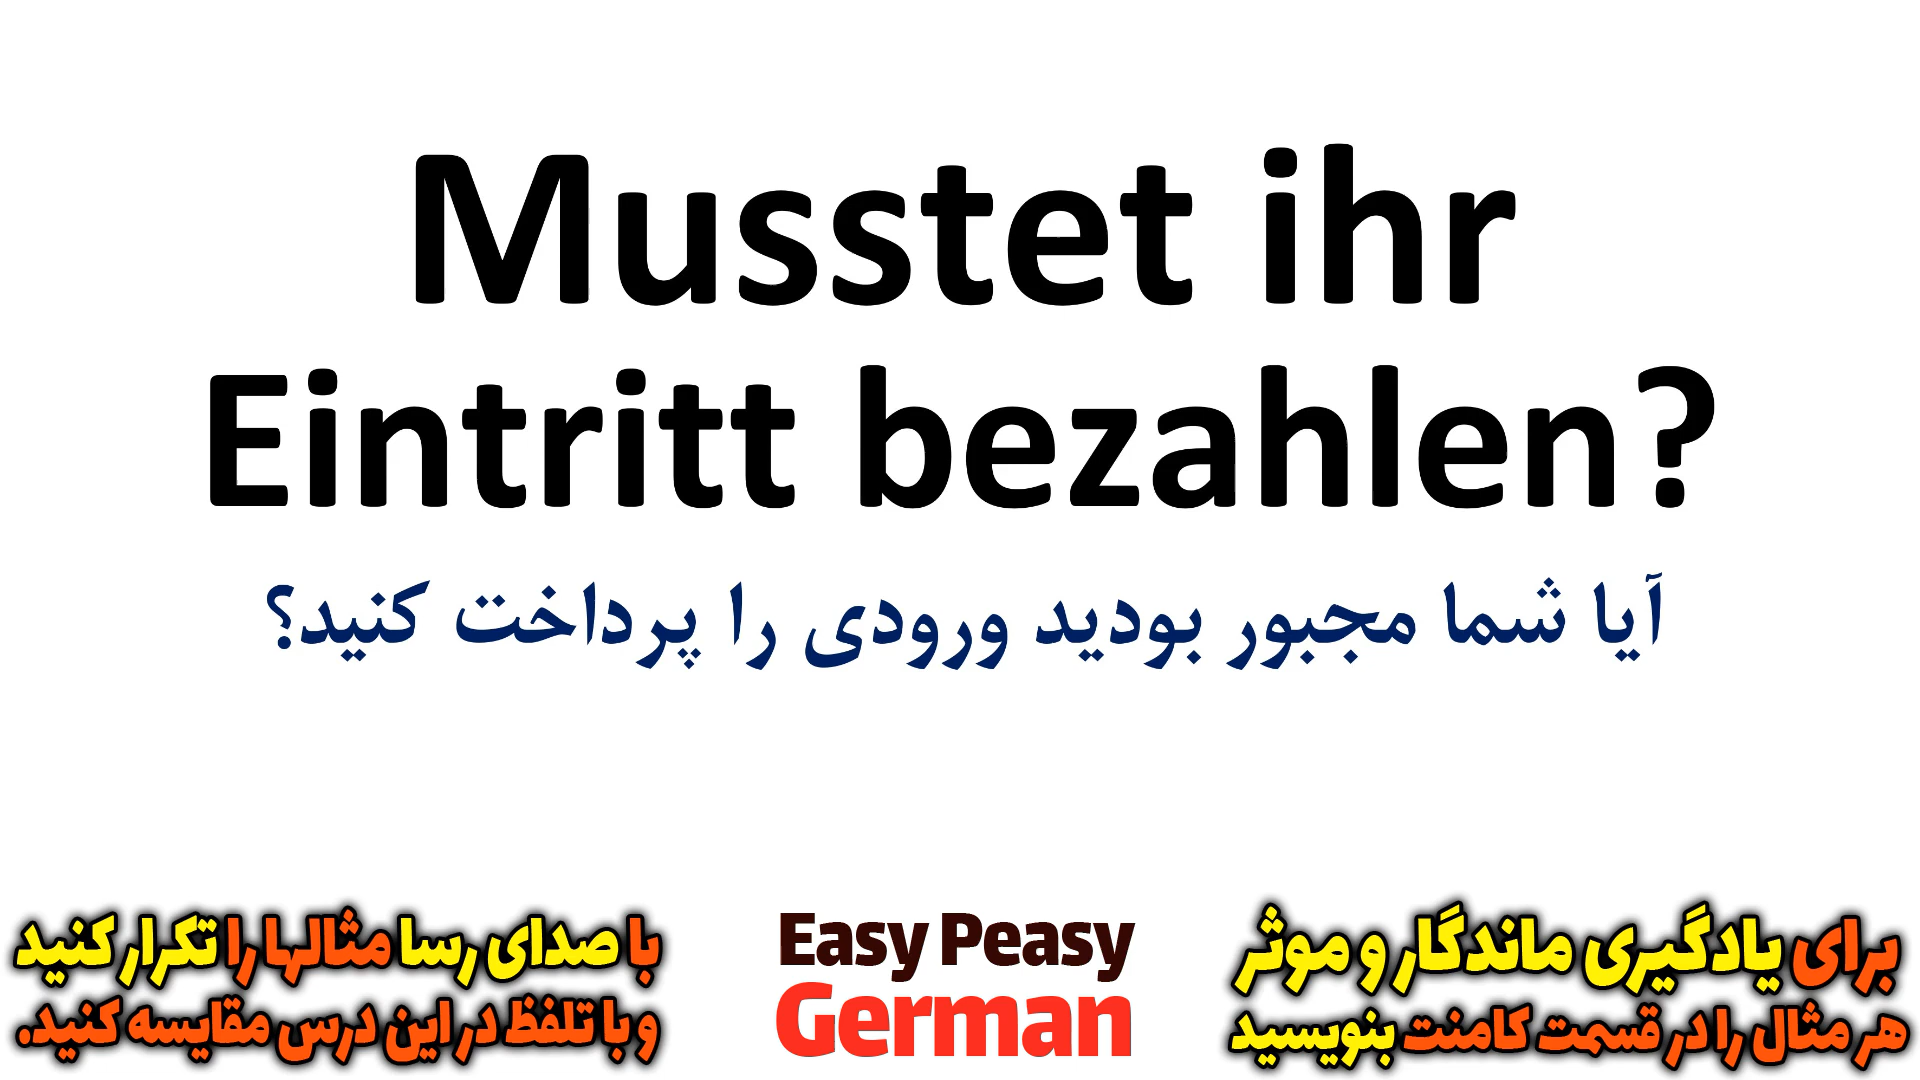 Musstet ihr
Eintritt bezahlen?
آیا شما مجبور بودید ورودی را پرداخت کنید؟
برای یادگیری ماندگار و موثر
هر مثال را در قسمت کامنت بنویسید
Easy Peasy
German
با صدای رسا مثالها را تکرار کنید
و با تلفظ در این درس مقایسه کنید.